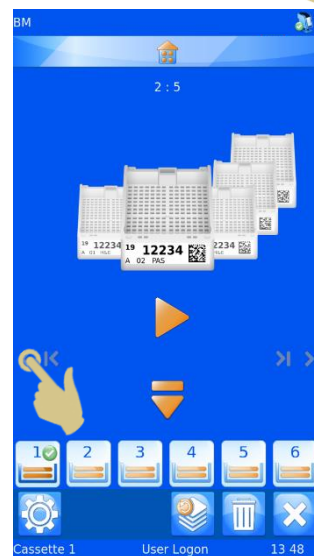 BM
2 : 5
19 12234
A 02 HLE
19 12234
A 02 PAS
2234
HLE
1 2 3 4 5 6
Cassette 1 User Logon 13 48